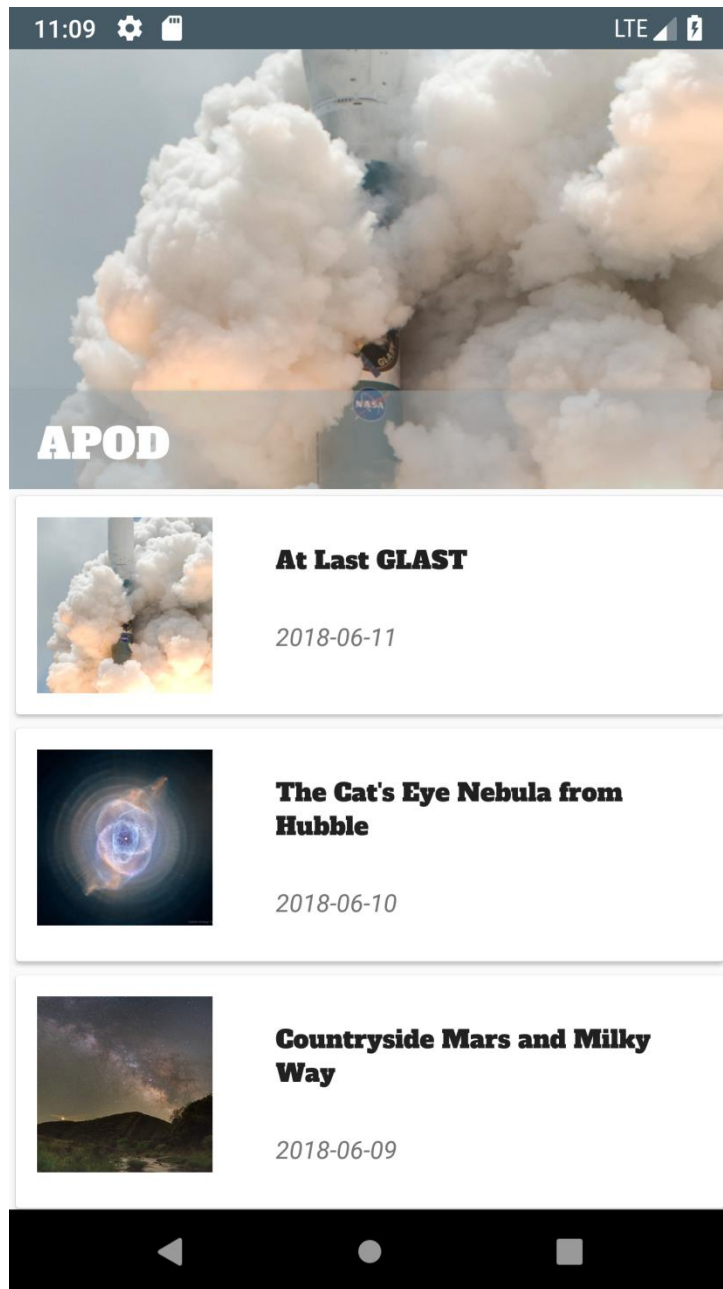 11:09
LTE
NASA
APOD
At Last GLAST
2018-06-11
The Cat's Eye Nebula from
Hubble
2018-06-10
Countryside Mars and Milky
Way
2018-06-09